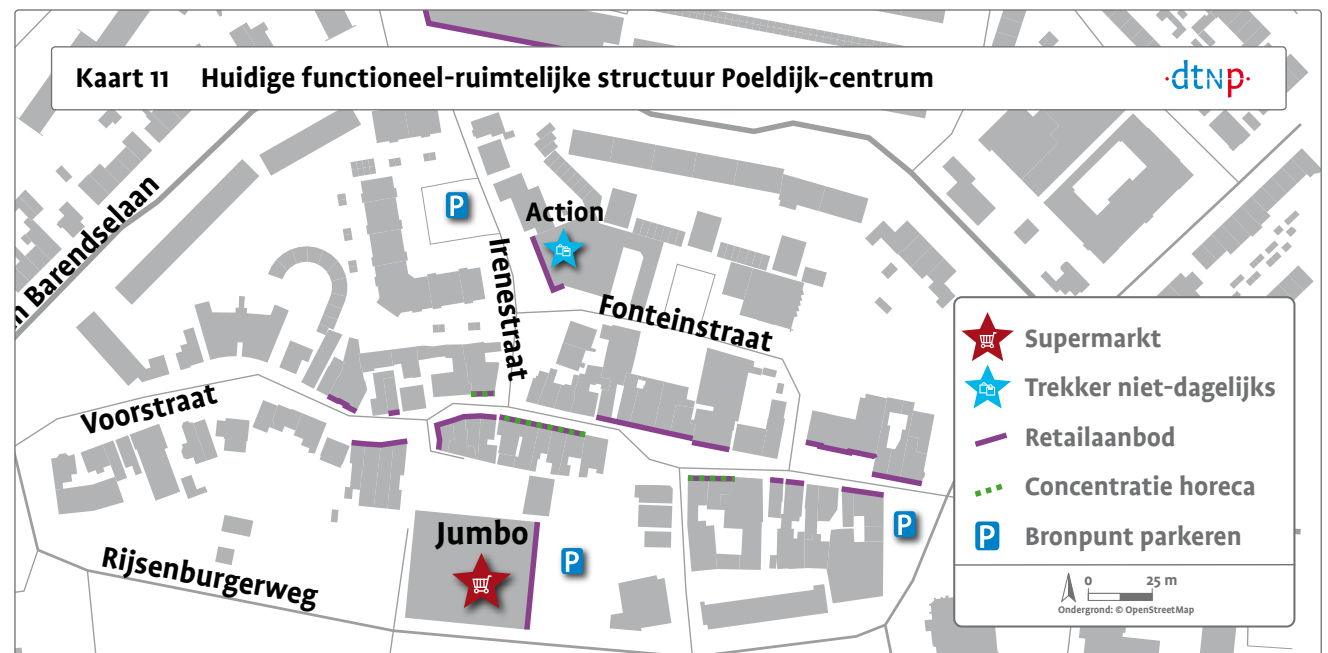 Kaart 11 Huidige functioneel-ruimtelijke structuur Poeldijk-centrum
·dtNp·
n Barendselaan
P
Action
Irenestraat
Fonteinstraat
Voorstraat
Jumbo
P
P
Rijsenburgerweg
Supermarkt
Trekker niet-dagelijks
Retailaanbod
Concentratie horeca
P Bronpunt parkeren
0 25 m
Ondergrond: © OpenStreetMap